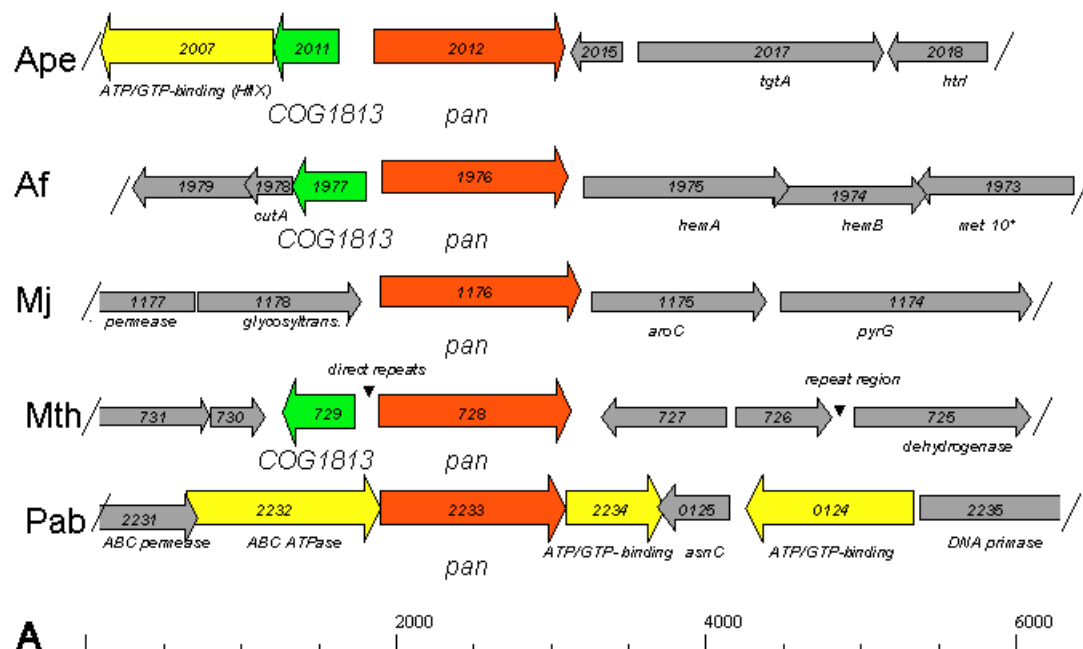 2007 2011 2012 2015 2017 2018
Ape
ATP/GTP-binding (HflX) tgtA htrI
COG1813 pan
1979 1978 1977 1976 1975 1974 1973
Af
cutA hemA hemB met 10+
COG1813 pan
Mj
1177 1178 1176 1175 1174
permease glycosyltrans. aroC pyrG
pan
direct repeats repeat region
Mth
731 730 729 728 727 726 725
dehydrogenase
COG1813 pan
Pab
2231 2232 2233 2234 0125 0124 2235
ABC permease ABC ATPase ATP/GTP- binding asnC ATP/GTP-binding DNA primase
pan
A 2000 4000 6000